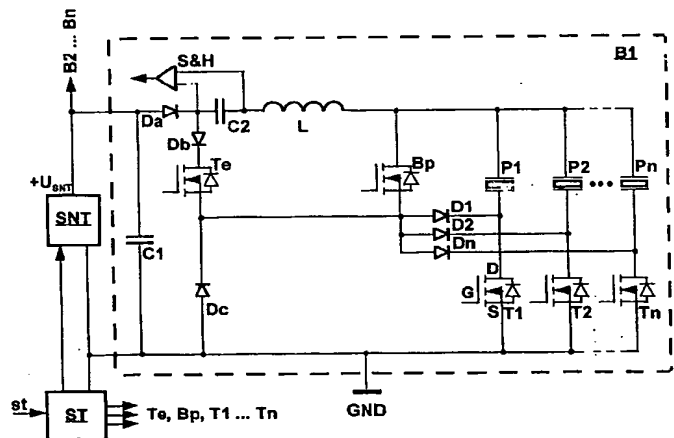 B2 ... Bn
B1
S&H
Da
C2
L
Db
Te
Bp
P1
P2
Pn
+U_SNT
SNT
C1
D1
D2
Dn
D
G
S
T1
T2
Tn
Dc
st
ST
Te, Bp, T1 ... Tn
GND